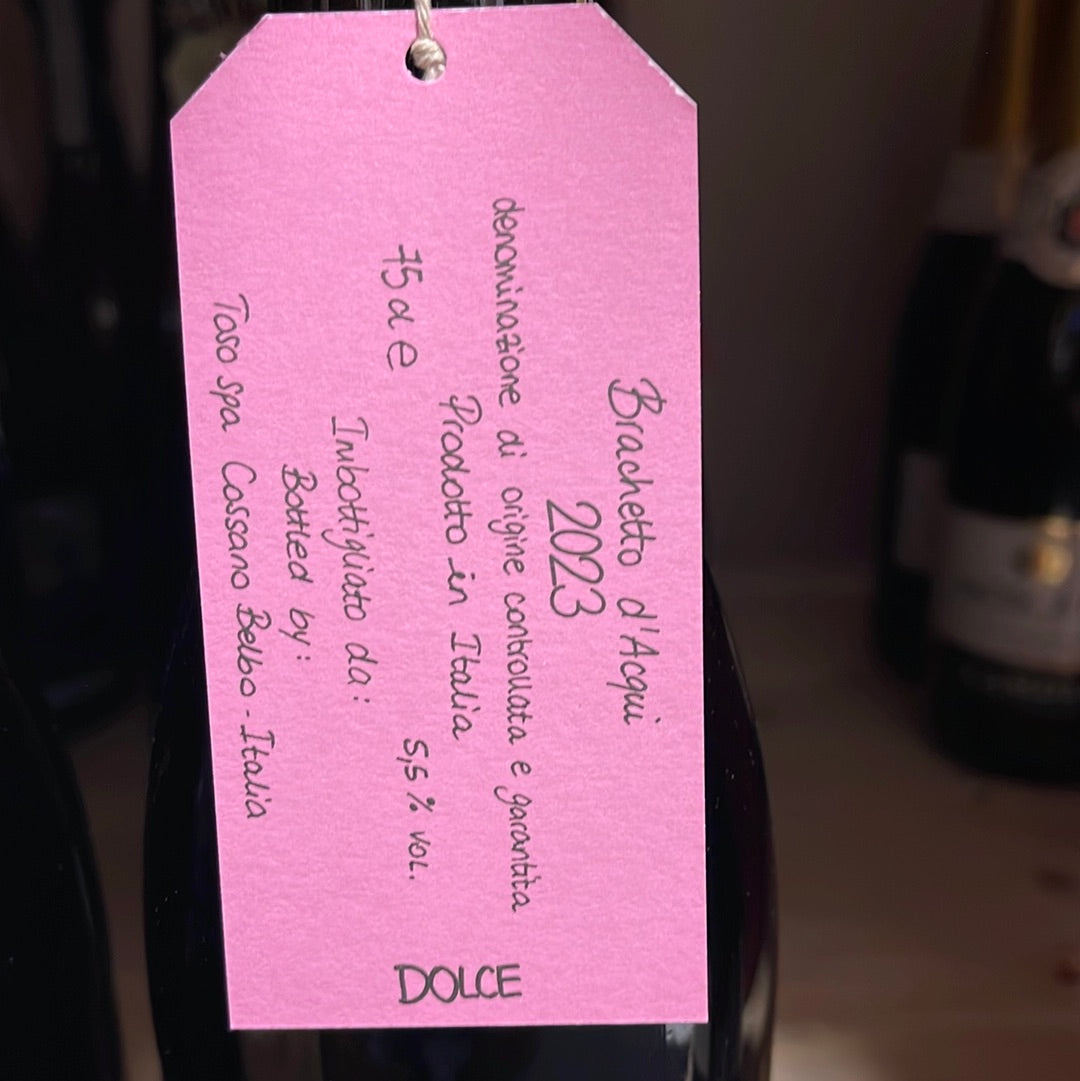 Brachetto d'Acqui
2023
denominazione di origine controllata e garantita
Prodotto in Italia
75 cl e 5,5 % VOL.
DOLCE
Imbottigliato da:
Bottled by:
Toso spa Cossano Belbo - Italia